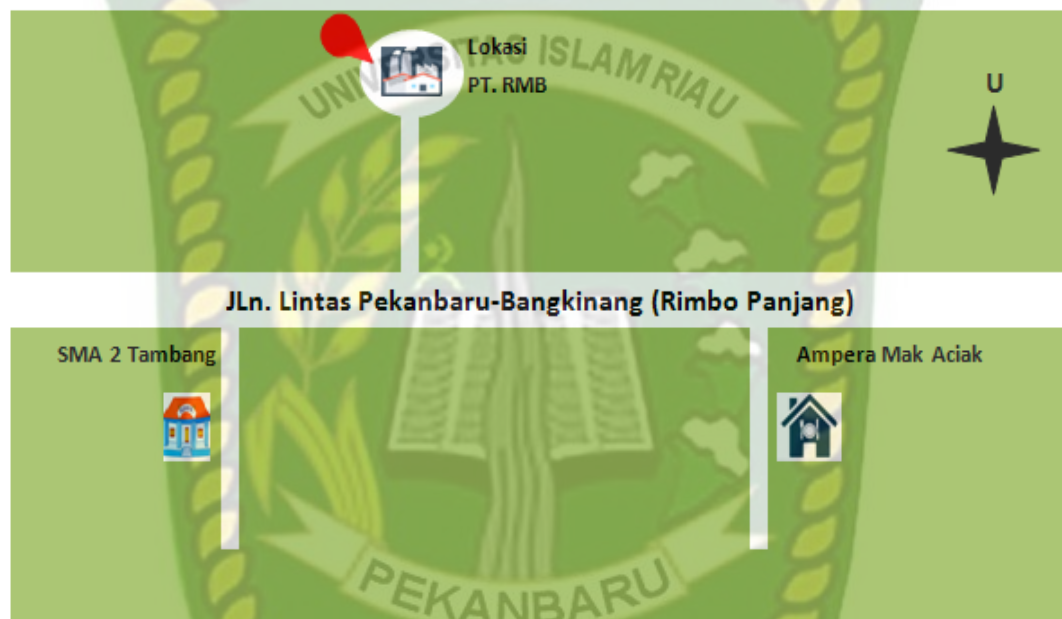 UNIVERSITAS ISLAM RIAU
Lokasi
PT. RMB
U
JLn. Lintas Pekanbaru-Bangkinang (Rimbo Panjang)
SMA 2 Tambang
Ampera Mak Aciak
PEKANBARU